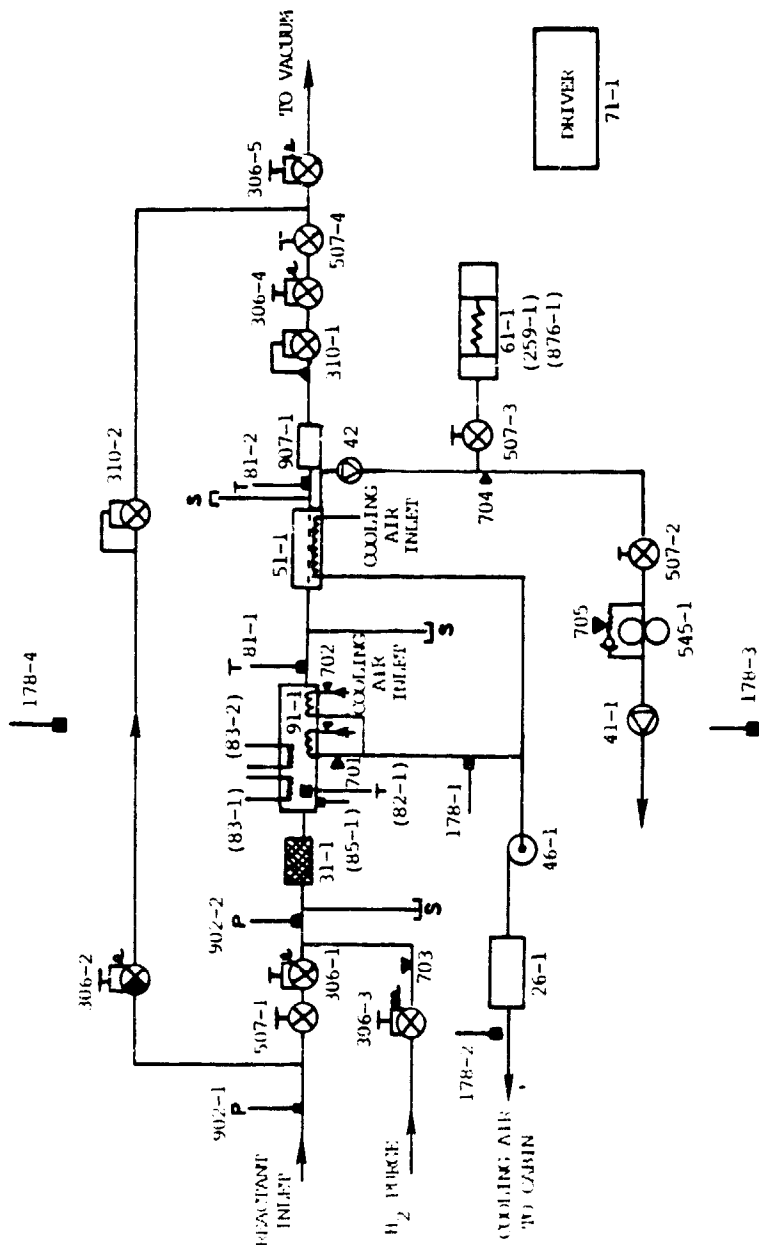 178-4
306-2
310-2
TO VACUUM
902-1
P
507-1
306-1
902-2
P
31-1
(83-1)
(83-2)
91-1
T 81-1
51-1
S
T 81-2
907-1
310-1
306-4
507-4
306-5
REACTANT
INLET
(85-1)
T
(82-1)
701
702
COOLING
AIR
INLET
S
COOLING
AIR
INLET
42
S
703
306-3
H2 PURGE
178-1
704
507-3
61-1
(259-1)
(876-1)
DRIVER
71-1
COOLING AIR
TO CABIN
178-2
26-1
46-1
41-1
705
545-1
507-2
178-3